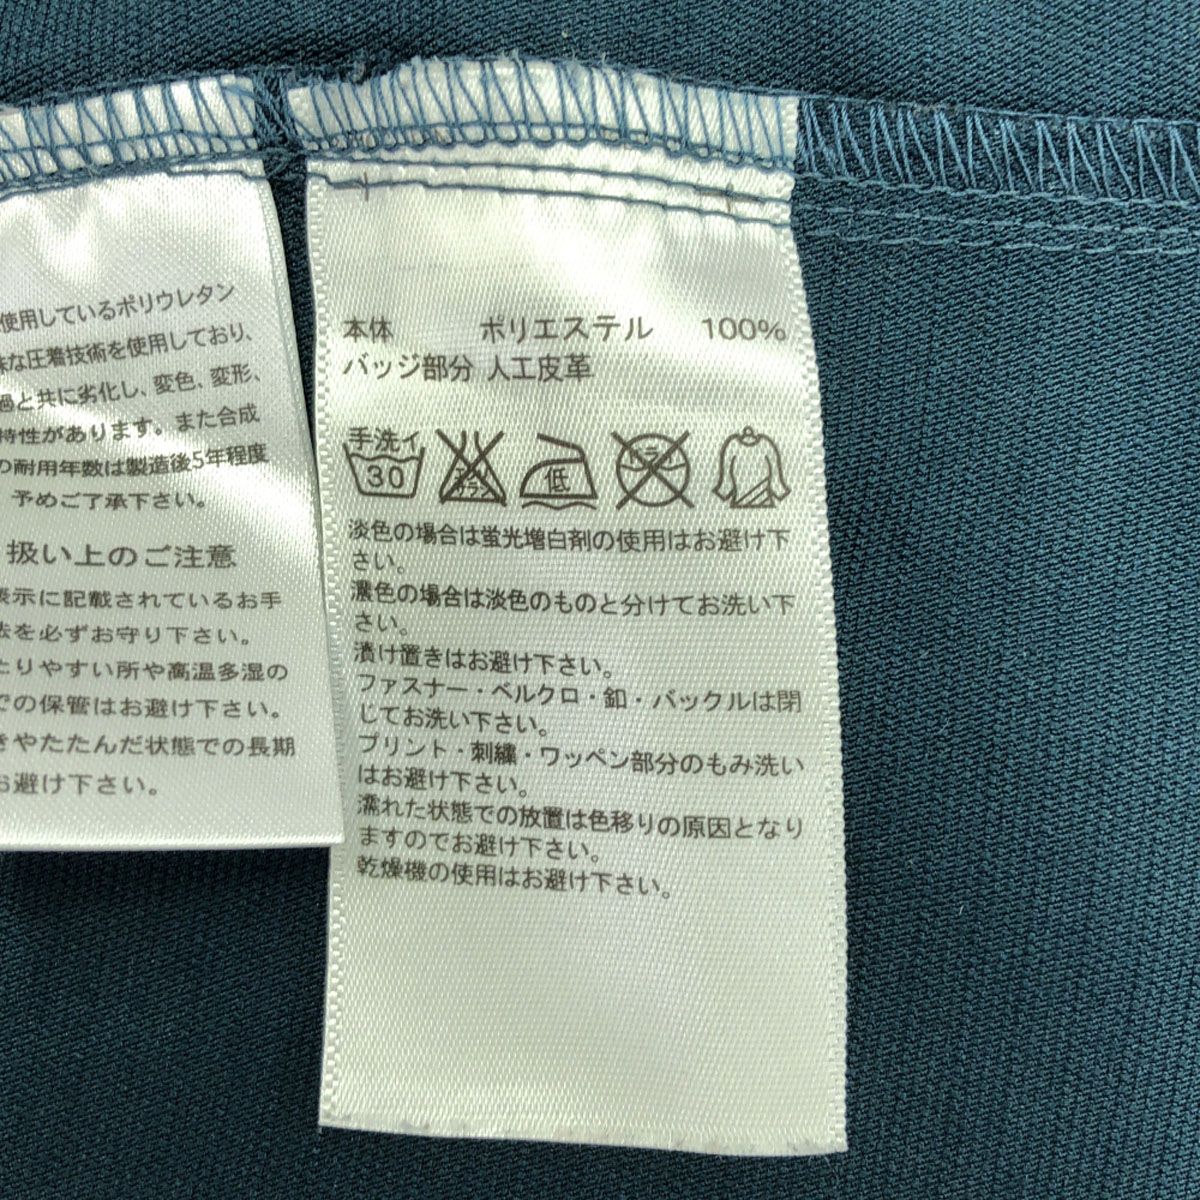 使用しているポリウレタン
な圧着技術を使用しており、
と共に劣化し、変色、変形、
特性があります。また合成
の耐用年数は製造後5年程度
予めご了承下さい。
扱い上のご注意
表示に記載されているお手
を必ずお守り下さい。
たりやすい所や高温多湿の
での保管はお避け下さい。
きやたたんだ状態での長期
お避け下さい。
本体 ポリエステル 100%
バッジ部分 人工皮革
手洗イ
30
低
淡色の場合は蛍光増白剤の使用はお避け下
さい。
濃色の場合は淡色のものと分けてお洗い下
さい。
漬け置きはお避け下さい。
ファスナー・ベルクロ・釦・バックルは閉
じてお洗い下さい。
プリント・刺繍・ワッペン部分のもみ洗い
はお避け下さい。
濡れた状態での放置は色移りの原因となり
ますのでお避け下さい。
乾燥機の使用はお避け下さい。